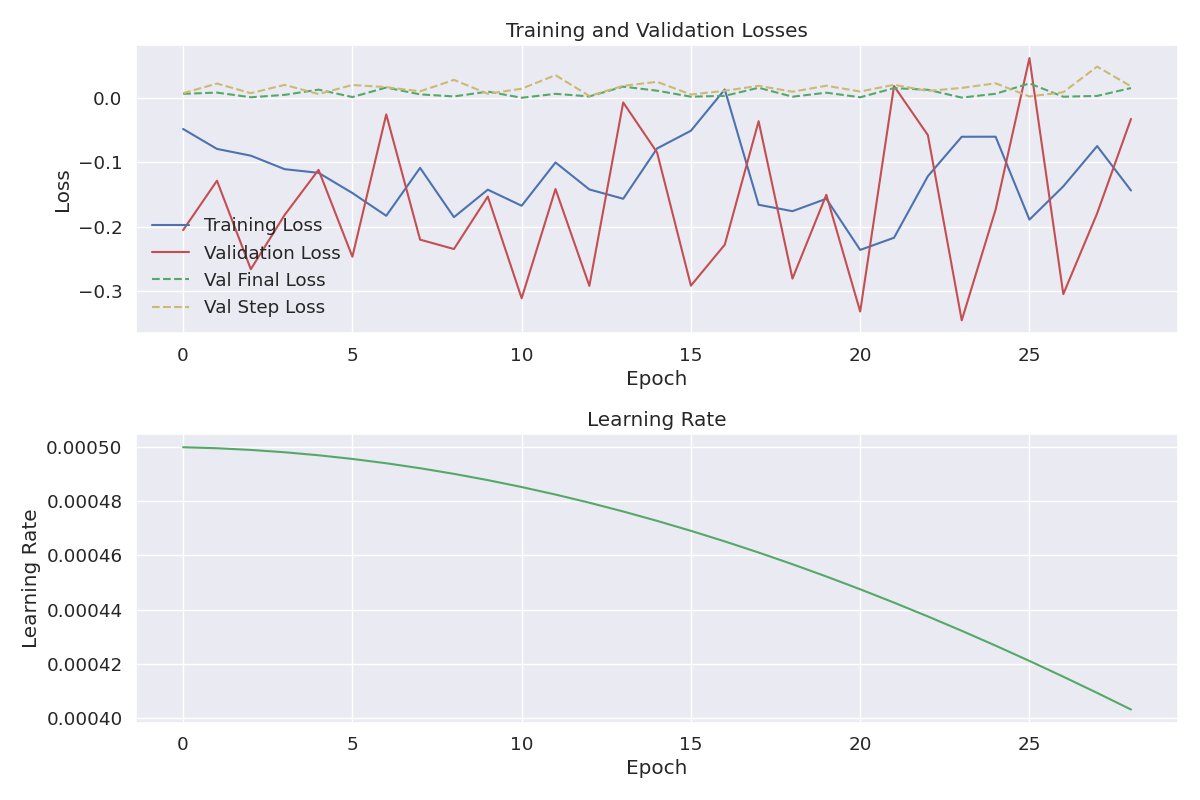 Training and Validation Losses
Loss
0.0
−0.1
−0.2
−0.3
Training Loss
Validation Loss
Val Final Loss
Val Step Loss
0 5 10 15 20 25
Epoch
Learning Rate
Learning Rate
0.00050
0.00048
0.00046
0.00044
0.00042
0.00040
0 5 10 15 20 25
Epoch